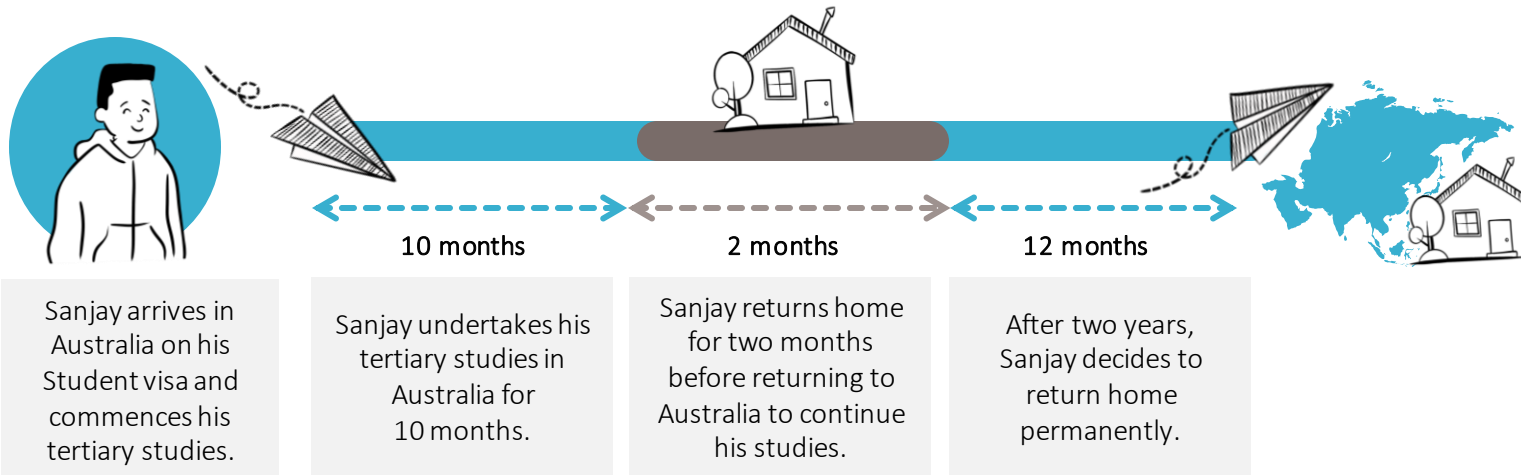 10 months
2 months
12 months
Sanjay arrives in
Australia on his
Student visa and
commences his
tertiary studies.
Sanjay undertakes his
tertiary studies in
Australia for
10 months.
Sanjay returns home
for two months
before returning to
Australia to continue
his studies.
After two years,
Sanjay decides to
return home
permanently.